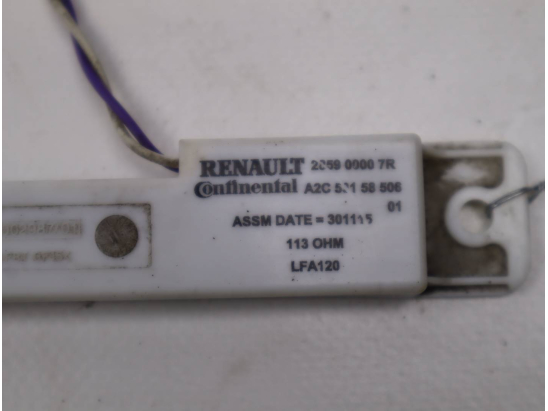 RENAULT 2859 0000 7R
Continental A2C 531 58 506
01
ASSM DATE = 301115
113 OHM
LFA120